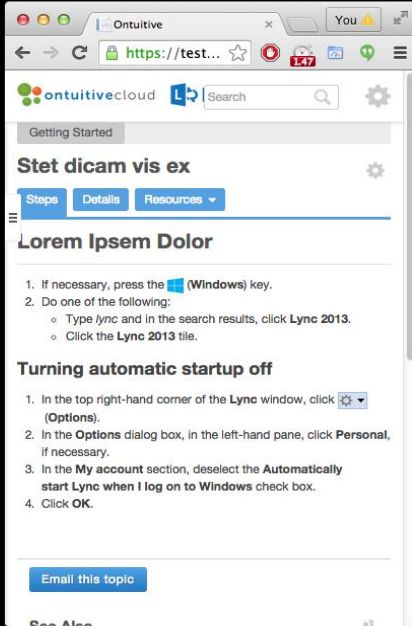 Ontuitive
You
https://test...
1.47
ontuitivecloud
Search
Getting Started
Stet dicam vis ex
Steps Details Resources
Lorem Ipsem Dolor
1. If necessary, press the (Windows) key.
2. Do one of the following:
Type lync and in the search results, click Lync 2013.
Click the Lync 2013 tile.
Turning automatic startup off
1. In the top right-hand corner of the Lync window, click
(Options).
2. In the Options dialog box, in the left-hand pane, click Personal,
if necessary.
3. In the My account section, deselect the Automatically
start Lync when I log on to Windows check box.
4. Click OK.
Email this topic
See Also